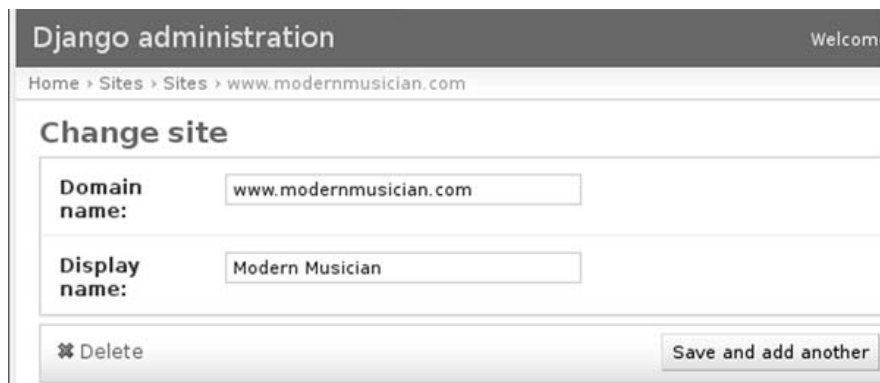 Django administration
Welcom
Home › Sites › Sites › www.modernmusician.com
Change site
Domain
name:
www.modernmusician.com
Display
name:
Modern Musician
Delete
Save and add another